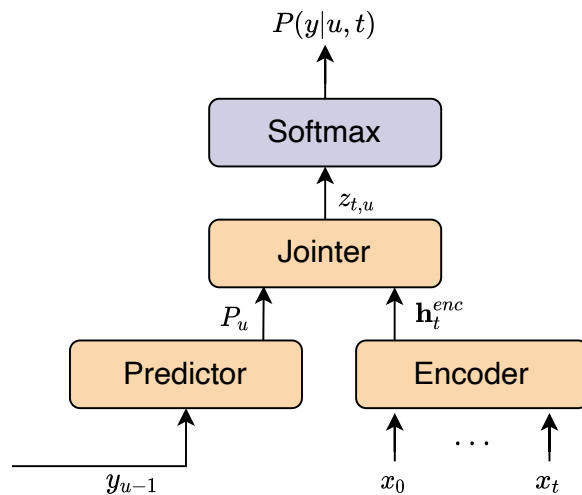 P(y|u, t)
Softmax
z_{t,u}
Jointer
P_u
h_t^{enc}
Predictor
Encoder
y_{u−1}
x_0
· · ·
x_t